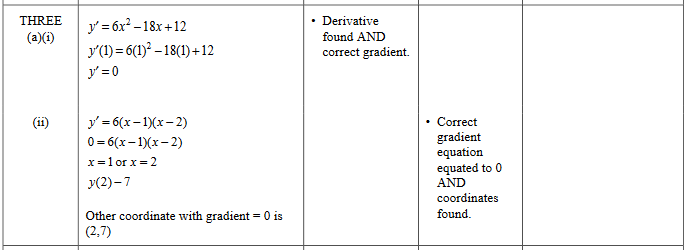 THREE
(a)(i)
y′ = 6x² – 18x + 12
y′(1) = 6(1)² – 18(1) + 12
y′ = 0
• Derivative
found AND
correct gradient.
(ii)
y′ = 6(x – 1)(x – 2)
0 = 6(x – 1)(x – 2)
x = 1 or x = 2
y(2) – 7
Other coordinate with gradient = 0 is
(2,7)
• Correct
gradient
equation
equated to 0
AND
coordinates
found.